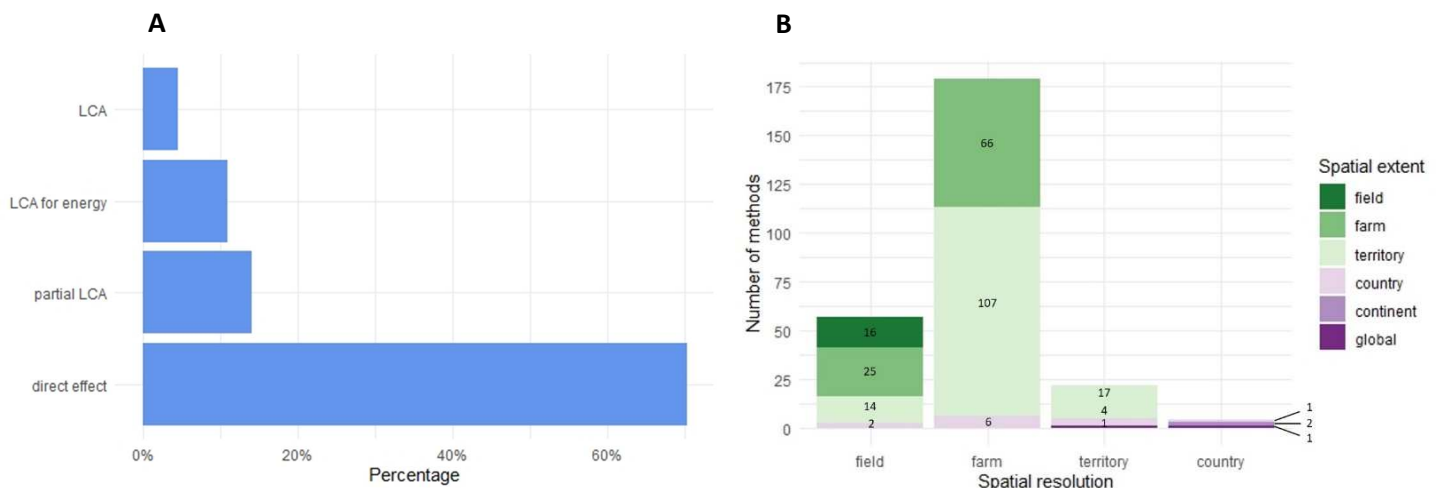 A
LCA
LCA for energy
partial LCA
direct effect
0%
20%
40%
60%
Percentage
B
Number of methods
175
150
125
100
75
50
25
0
16
25
14
2
66
107
6
17
4
1
1
2
1
field
farm
territory
country
Spatial resolution
Spatial extent
field
farm
territory
country
continent
global